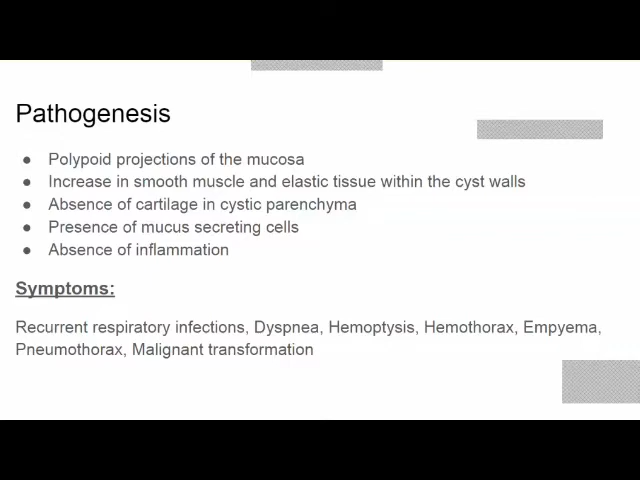 Pathogenesis
● Polypoid projections of the mucosa
● Increase in smooth muscle and elastic tissue within the cyst walls
● Absence of cartilage in cystic parenchyma
● Presence of mucus secreting cells
● Absence of inflammation
Symptoms:
Recurrent respiratory infections, Dyspnea, Hemoptysis, Hemothorax, Empyema,
Pneumothorax, Malignant transformation